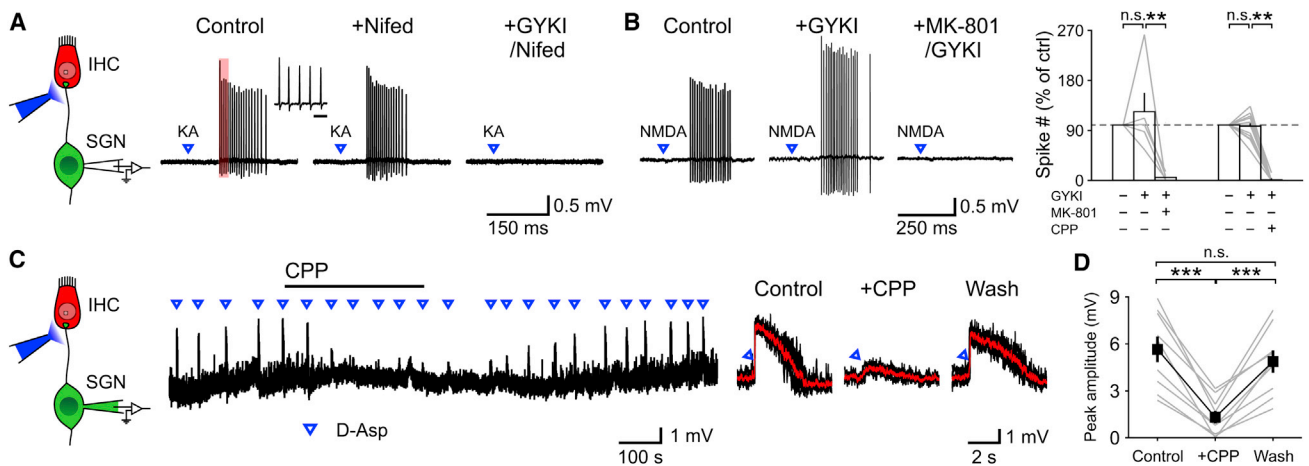 A
IHC
SGN
Control
+Nifed
+GYKI
/Nifed
KA
KA
KA
0.5 mV
150 ms
B
Control
+GYKI
+MK-801
/GYKI
NMDA
NMDA
NMDA
0.5 mV
250 ms
Spike # (% of ctrl)
270
180
90
0
n.s.
**
n.s.
**
GYKI – + + – + +
MK-801 – – + – – –
CPP – – – – – +
C
IHC
SGN
CPP
D-Asp
1 mV
100 s
Control
+CPP
Wash
1 mV
2 s
D
n.s.
***
***
Peak amplitude (mV)
9
6
3
0
Control
+CPP
Wash